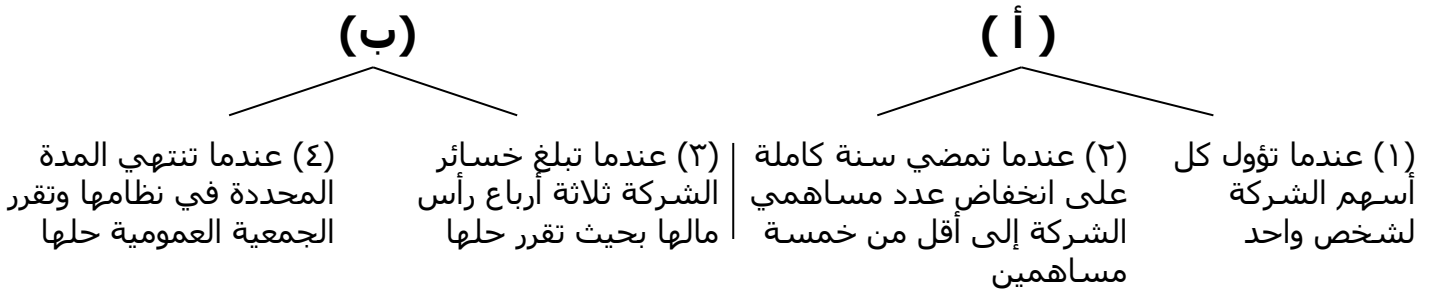 ( أ )
(ب)
(١) عندما تؤول كل
أسهم الشركة
لشخص واحد
(٢) عندما تمضي سنة كاملة
على انخفاض عدد مساهمي
الشركة إلى أقل من خمسة
مساهمين
(٣) عندما تبلغ خسائر
الشركة ثلاثة أرباع رأس
مالها بحيث تقرر حلها
(٤) عندما تنتهي المدة
المحددة في نظامها وتقرر
الجمعية العمومية حلها